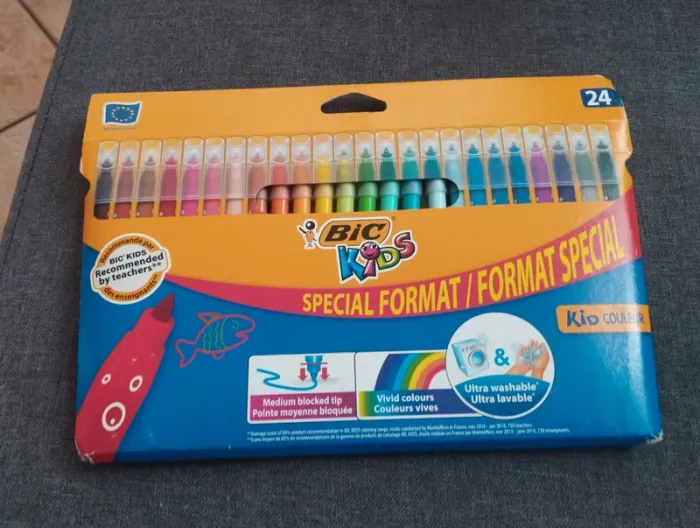 24
Recommandé par
BIC® KIDS
Recommended
by teachers**
des enseignants**
BIC
KIDS
SPECIAL FORMAT / FORMAT SPECIAL
KID COULEUR
Medium blocked tip
Pointe moyenne bloquée
Vivid colours
Couleurs vives
&
Ultra washable*
Ultra lavable*